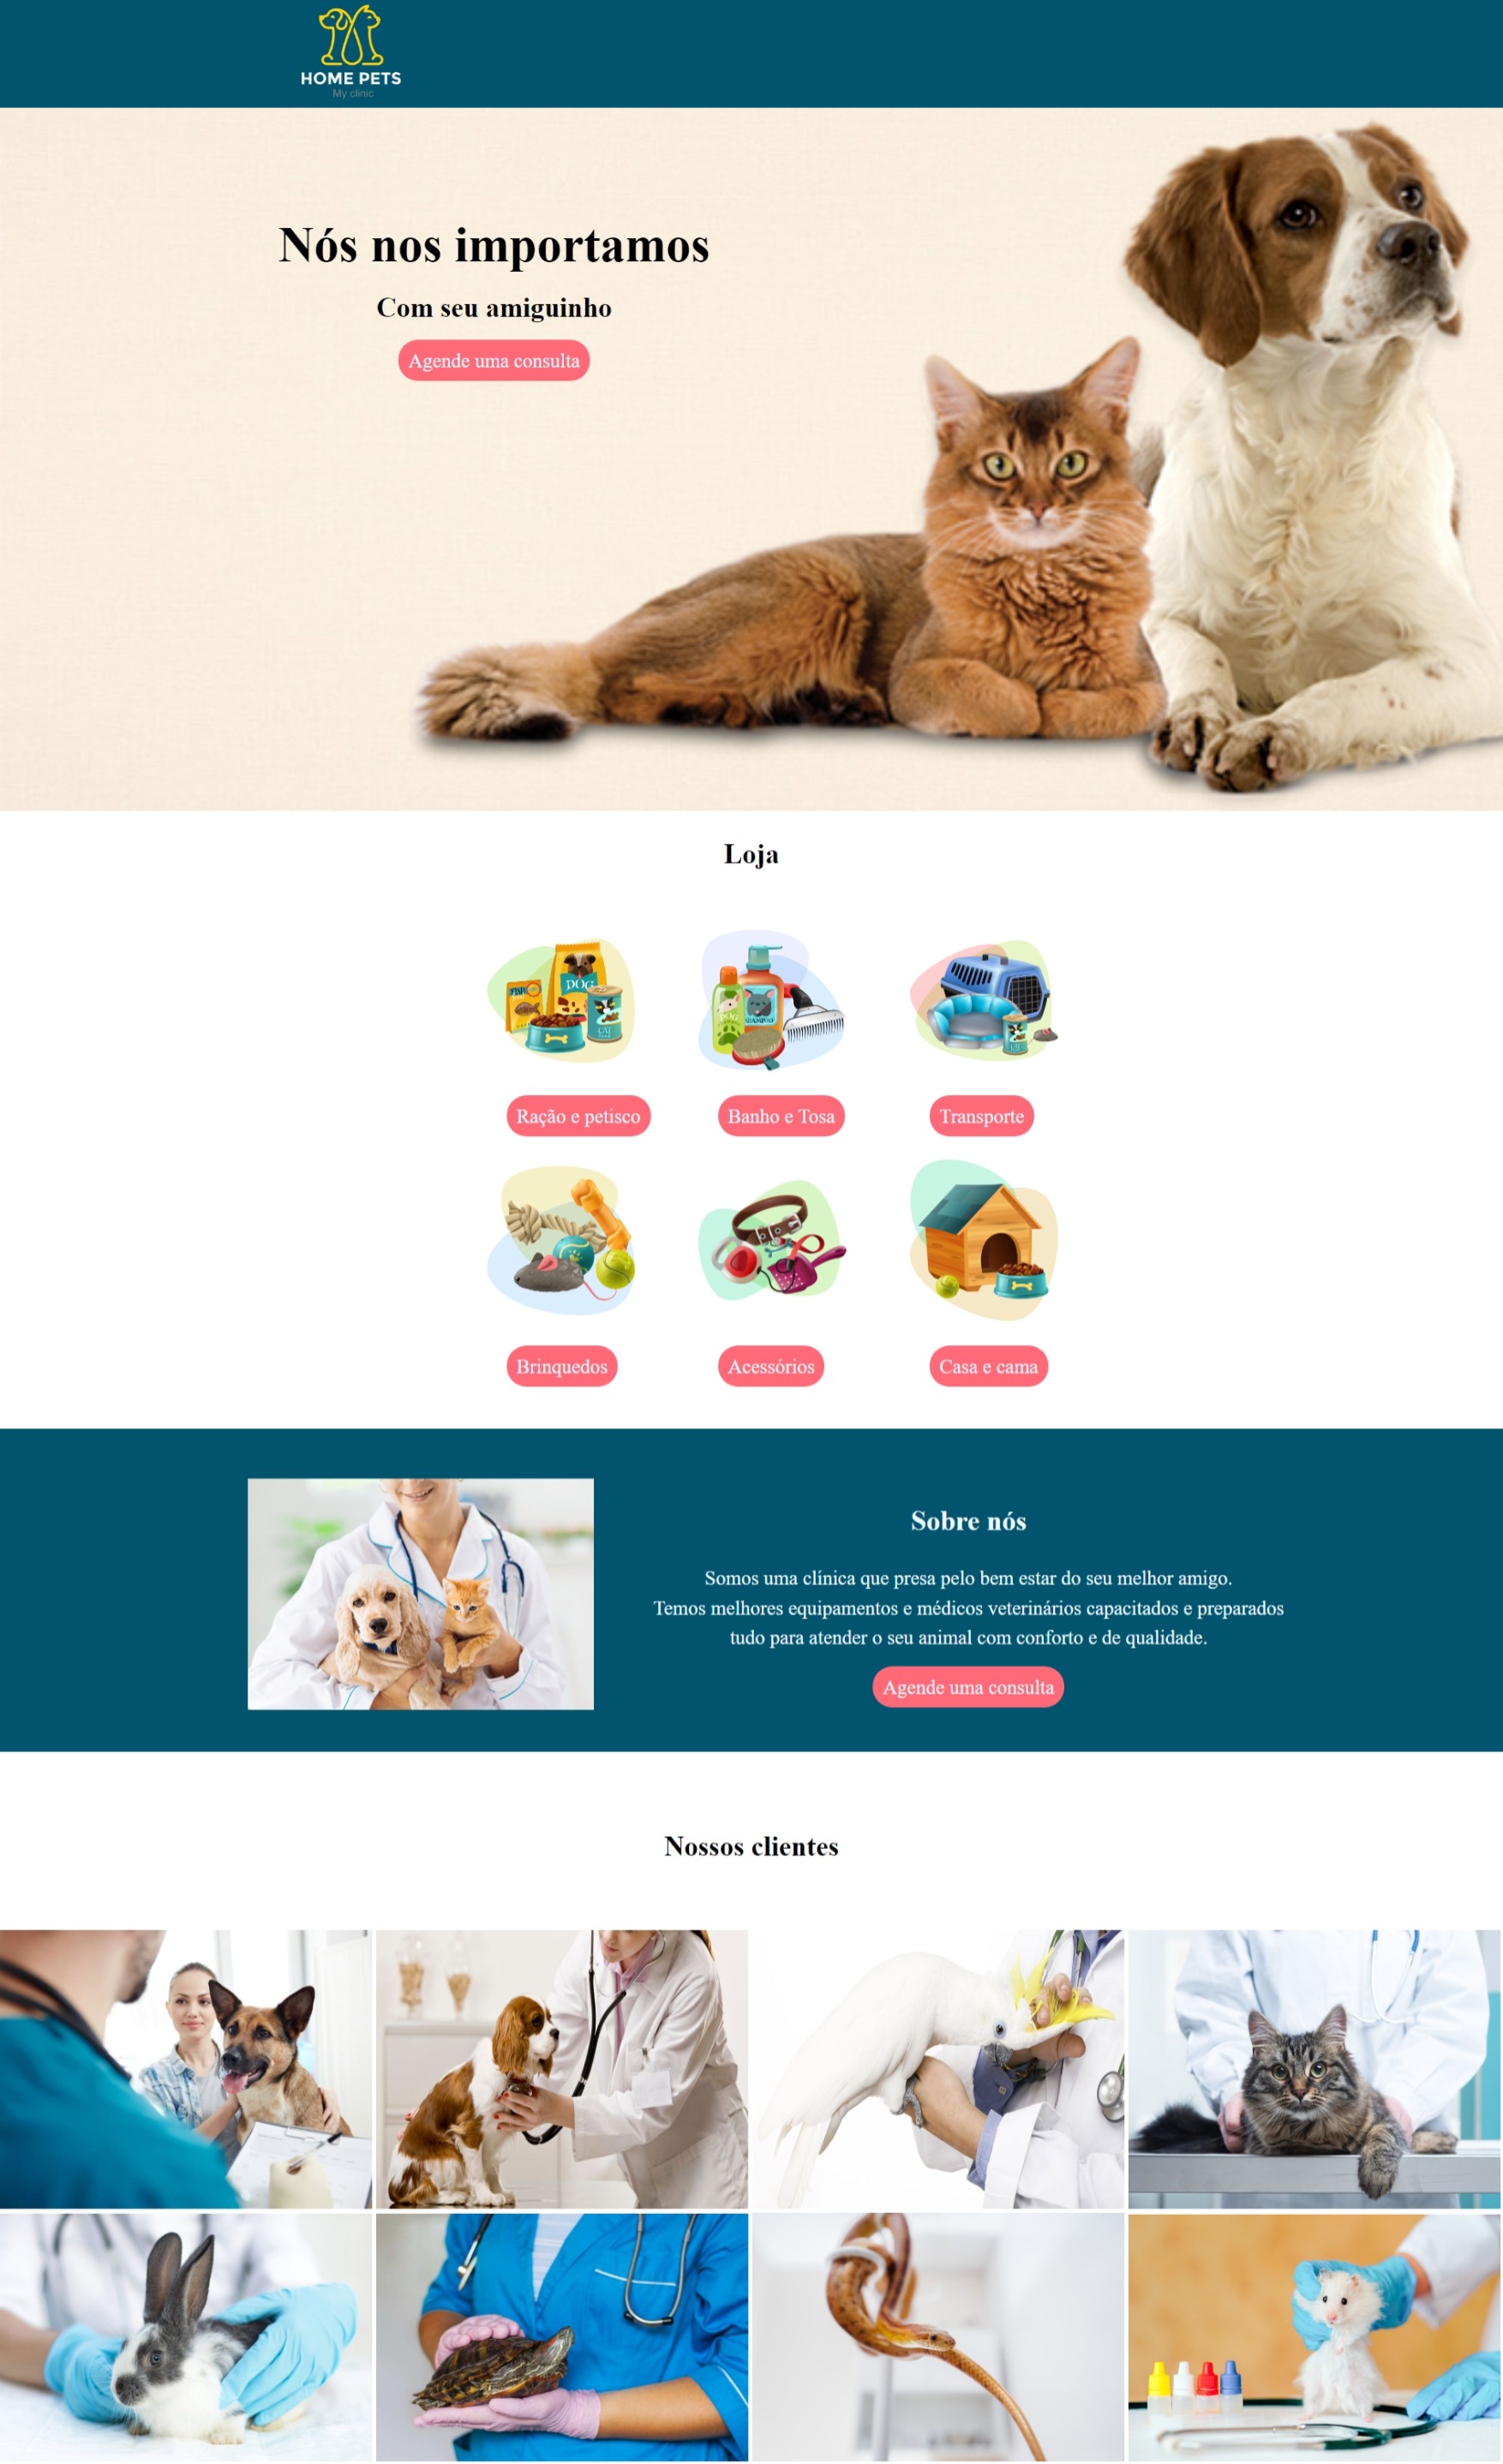 HOME PETS
My clinic
Nós nos importamos
Com seu amiguinho
Agende uma consulta
Loja
DOG
CAT
SHAMPOO
Ração e petisco
Banho e Tosa
Transporte
Brinquedos
Acessórios
Casa e cama
Sobre nós
Somos uma clínica que presa pelo bem estar do seu melhor amigo.
Temos melhores equipamentos e médicos veterinários capacitados e preparados
tudo para atender o seu animal com conforto e de qualidade.
Agende uma consulta
Nossos clientes